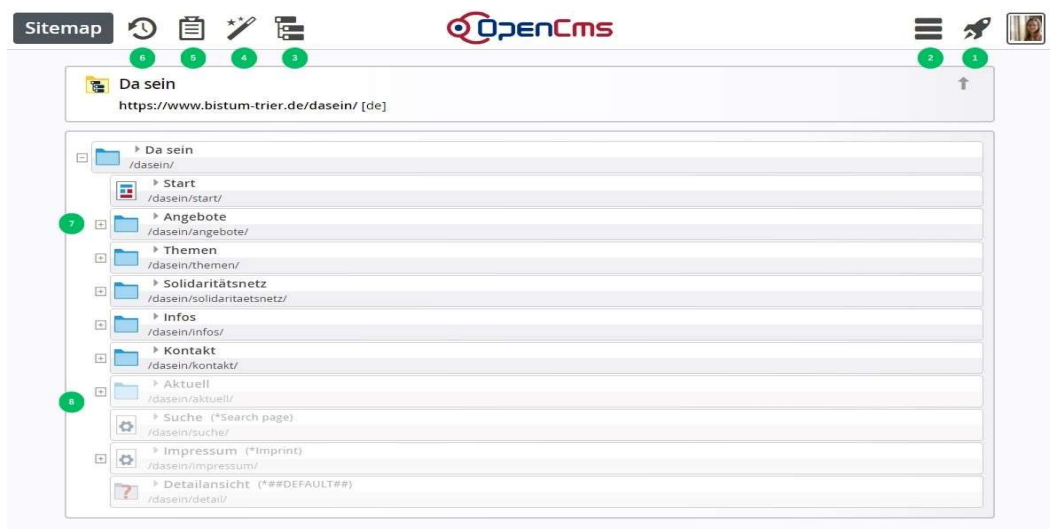 Sitemap
OpenCms
6
5
4
3
2
1
Da sein
https://www.bistum-trier.de/dasein/ [de]
Da sein
/dasein/
Start
/dasein/start/
7
Angebote
/dasein/angebote/
Themen
/dasein/themen/
Solidaritätsnetz
/dasein/solidaritaetsnetz/
Infos
/dasein/infos/
Kontakt
/dasein/kontakt/
8
Aktuell
/dasein/aktuell/
Suche (*Search page)
/dasein/suche/
Impressum (*Imprint)
/dasein/impressum/
Detailansicht (*##DEFAULT##)
/dasein/detail/